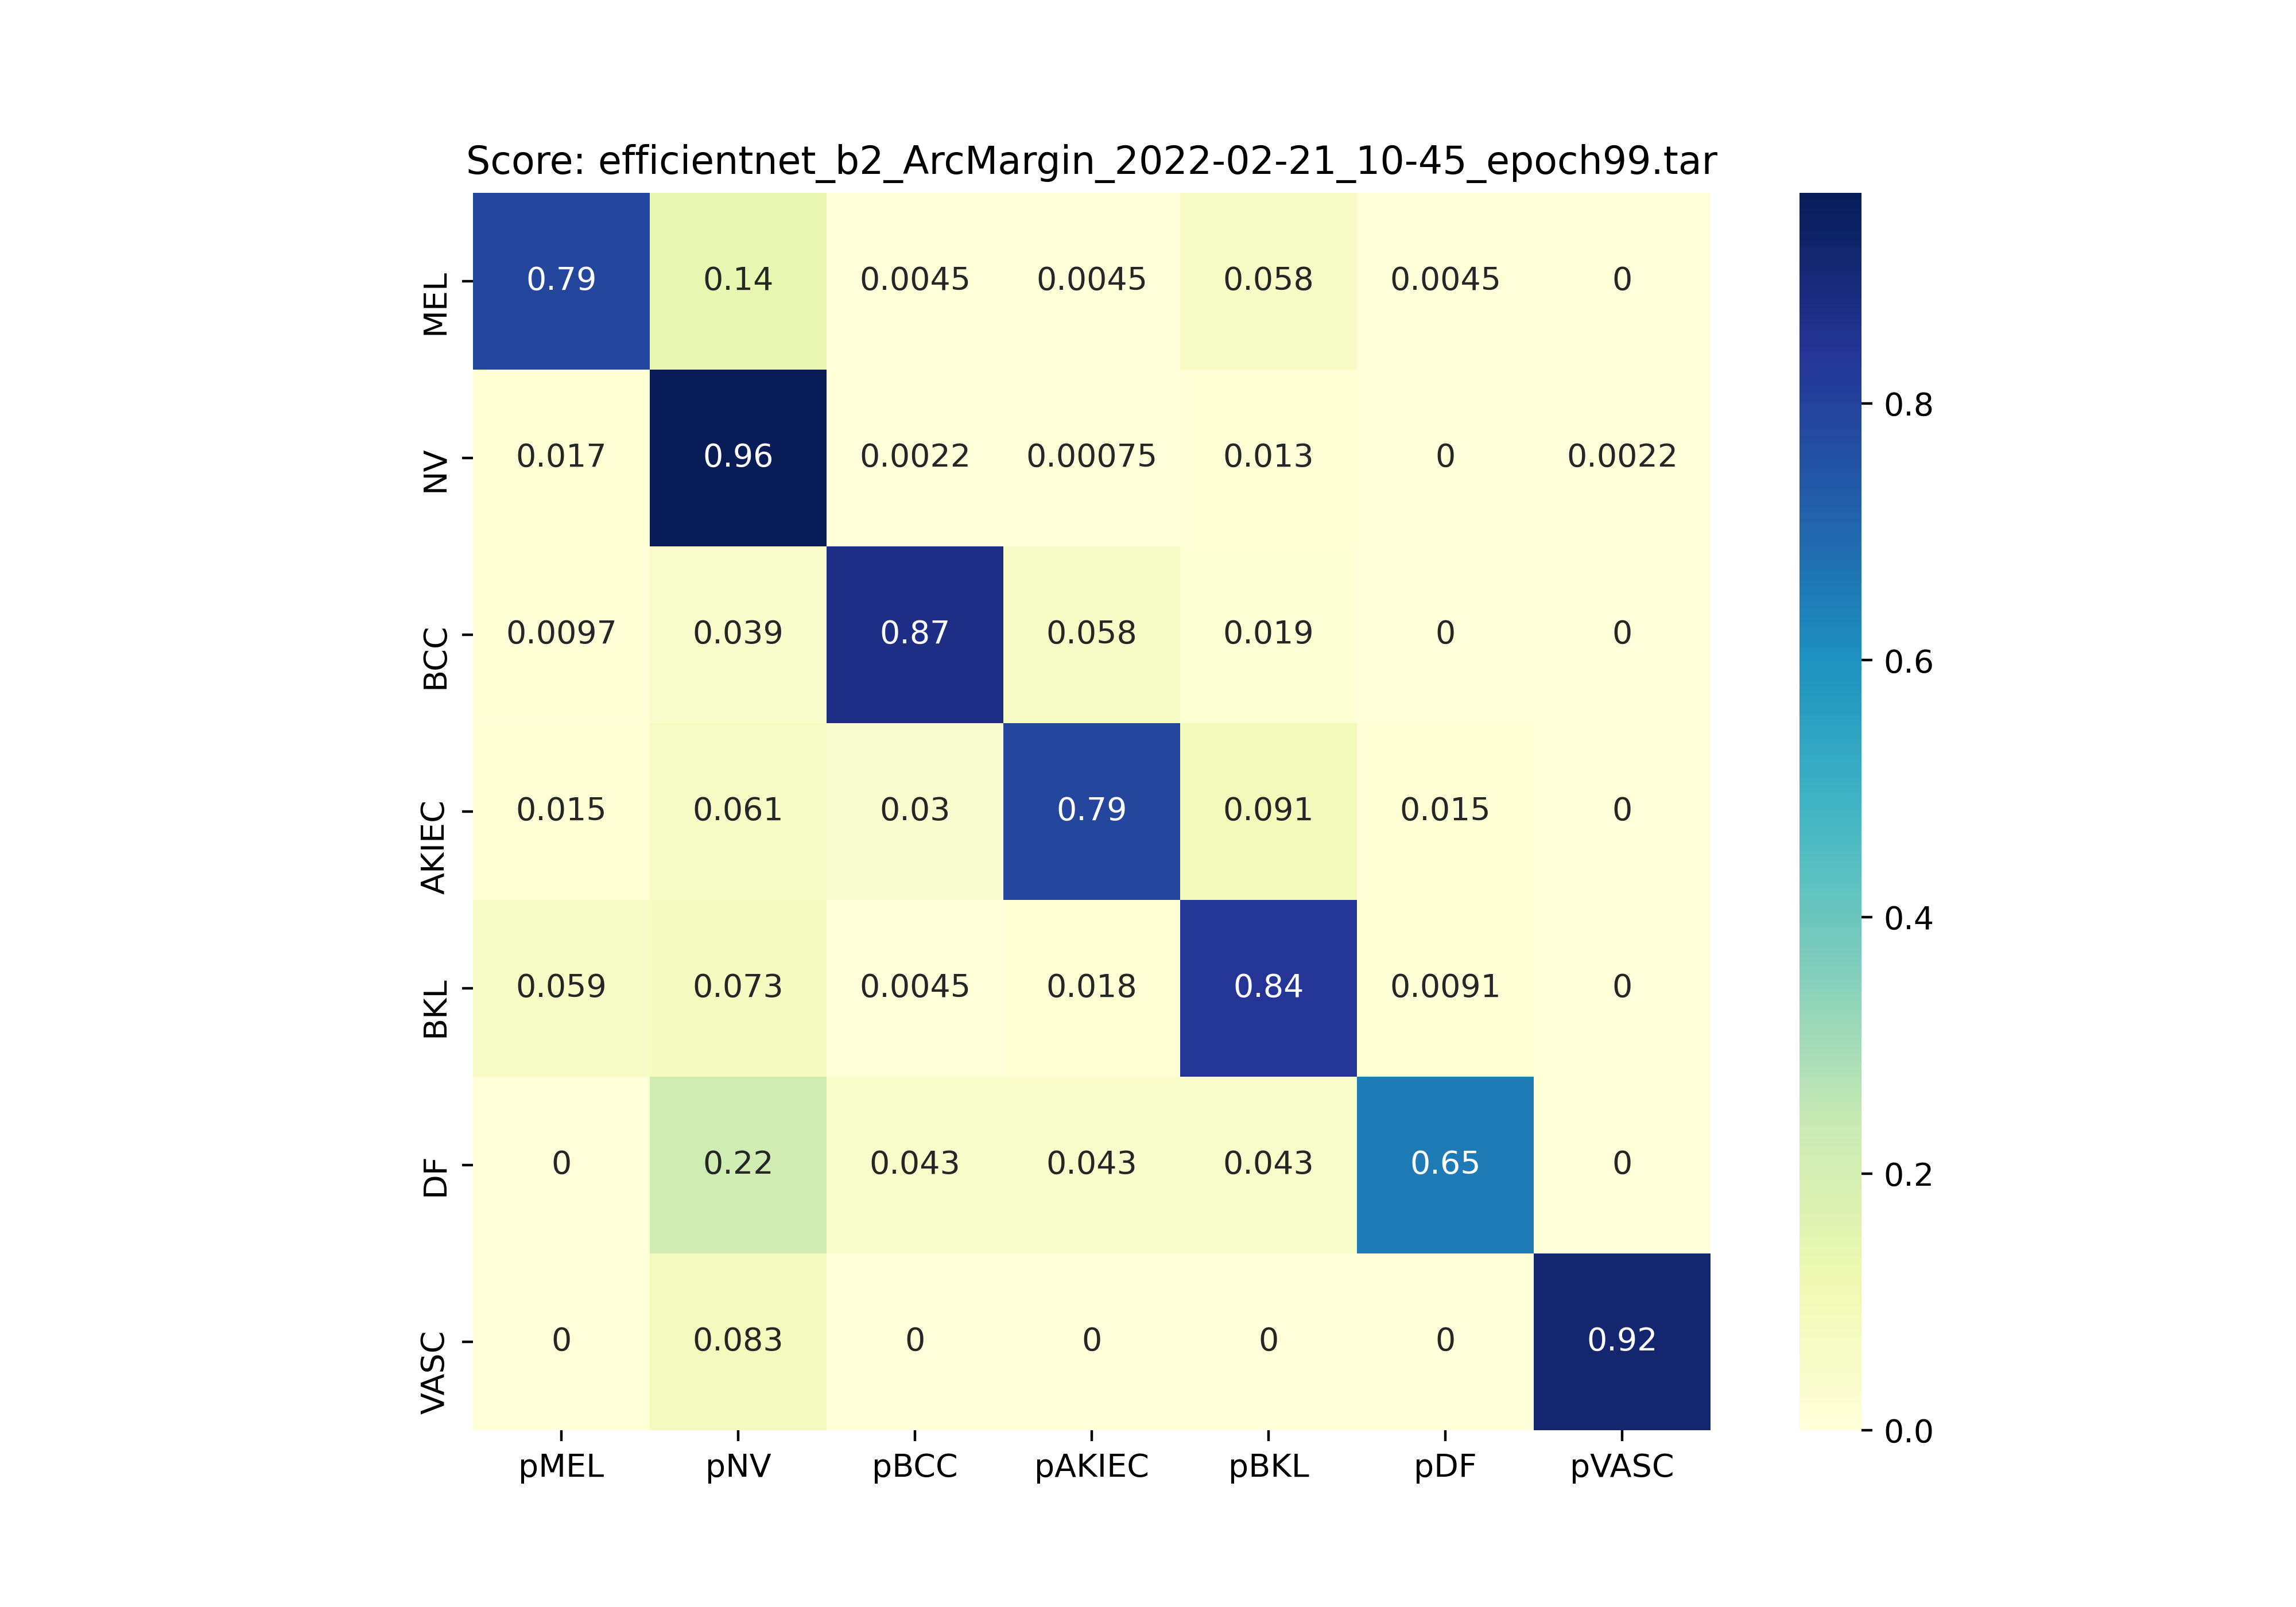 Score: efficientnet_b2_ArcMargin_2022-02-21_10-45_epoch99.tar
MEL 0.79 0.14 0.0045 0.0045 0.058 0.0045 0
NV 0.017 0.96 0.0022 0.00075 0.013 0 0.0022
BCC 0.0097 0.039 0.87 0.058 0.019 0 0
AKIEC 0.015 0.061 0.03 0.79 0.091 0.015 0
BKL 0.059 0.073 0.0045 0.018 0.84 0.0091 0
DF 0 0.22 0.043 0.043 0.043 0.65 0
VASC 0 0.083 0 0 0 0 0.92
pMEL pNV pBCC pAKIEC pBKL pDF pVASC
0.8
0.6
0.4
0.2
0.0